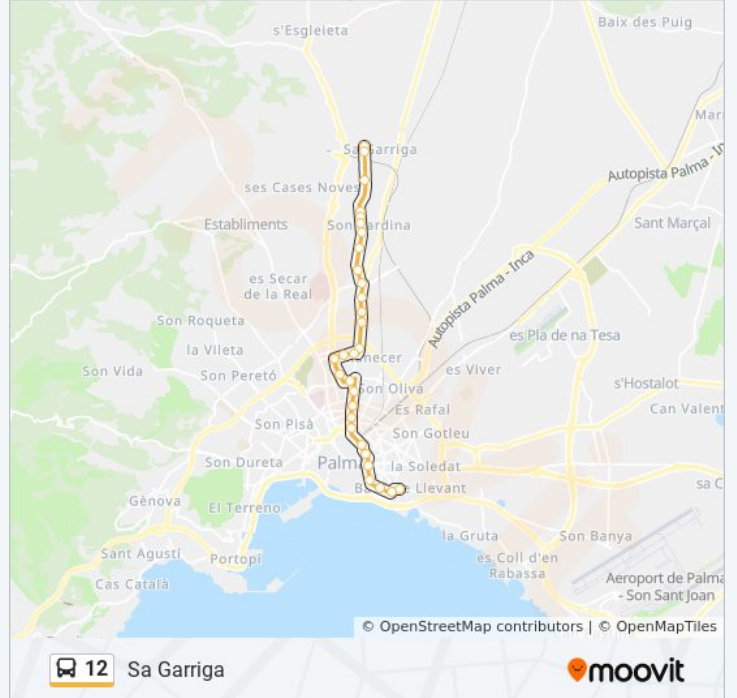 s'Esgleieta
Baix des Puig
Sa Garriga
Autopista Palma - In
ses Cases Noves
Establiments
Son Sardina
Sant Marçal
es Secar
de la Real
Autopista Palma - Inca
Son Roqueta
es Pla de na Tesa
la Vileta
Son Vida
Son Peretó
es Viver
Son Oliva
s'Hostalot
Es Rafal
Can Valent
Son Pisà
Son Gotleu
Son Dureta
Palma
la Soledat
Llevant
sa C
Gènova
El Terreno
la Gruta
Son Banya
Sant Agustí
Portopí
es Coll d'en
Rabassa
Cas Català
Aeroport de Palma
- Son Sant Joan
© OpenStreetMap contributors | © OpenMapTiles
12 Sa Garriga
moovit